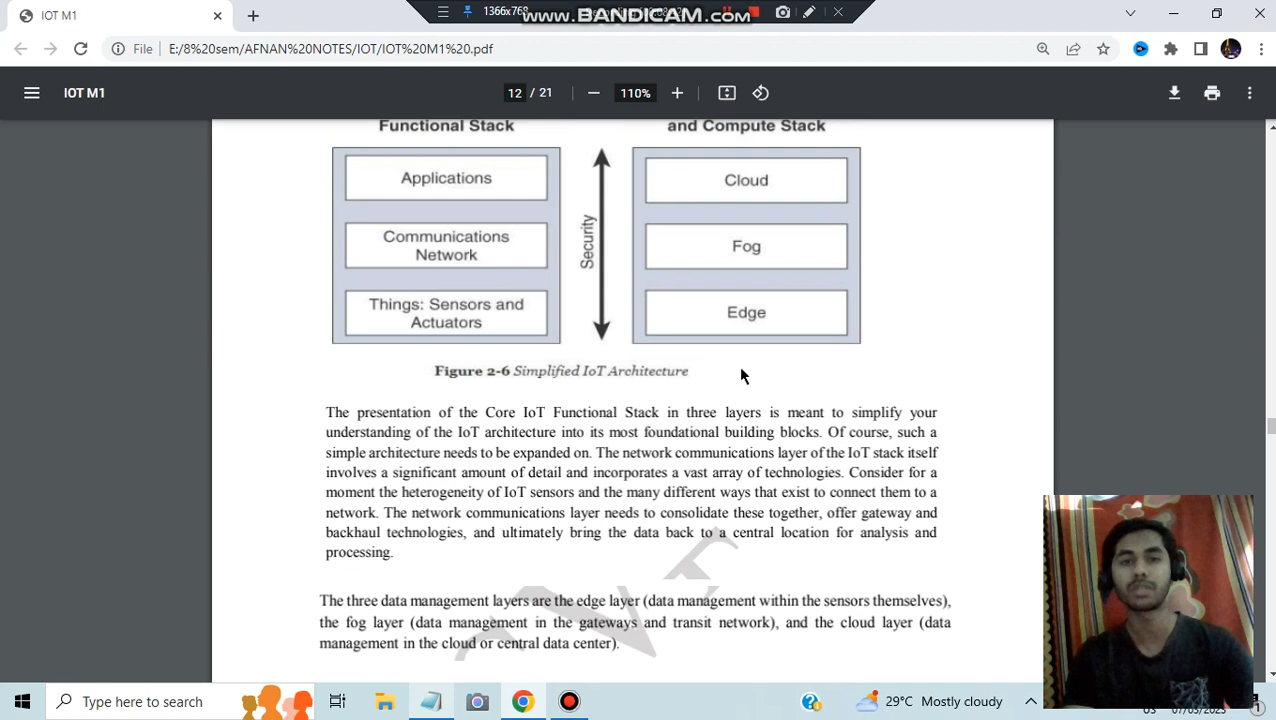 IOT M1
1366x768
www.BANDICAM.com
File
E:/8%20sem/AFNAN%20NOTES/IOT/IOT%20M1%20.pdf
IOT M1
12 / 21
110%
Functional Stack
and Compute Stack
Applications
Cloud
Communications
Network
Security
Fog
Things: Sensors and
Actuators
Edge
Figure 2-6 Simplified IoT Architecture
The presentation of the Core IoT Functional Stack in three layers is meant to simplify your
understanding of the IoT architecture into its most foundational building blocks. Of course, such a
simple architecture needs to be expanded on. The network communications layer of the IoT stack itself
involves a significant amount of detail and incorporates a vast array of technologies. Consider for a
moment the heterogeneity of IoT sensors and the many different ways that exist to connect them to a
network. The network communications layer needs to consolidate these together, offer gateway and
backhaul technologies, and ultimately bring the data back to a central location for analysis and
processing.
The three data management layers are the edge layer (data management within the sensors themselves),
the fog layer (data management in the gateways and transit network), and the cloud layer (data
management in the cloud or central data center).
Type here to search
29°C Mostly cloudy